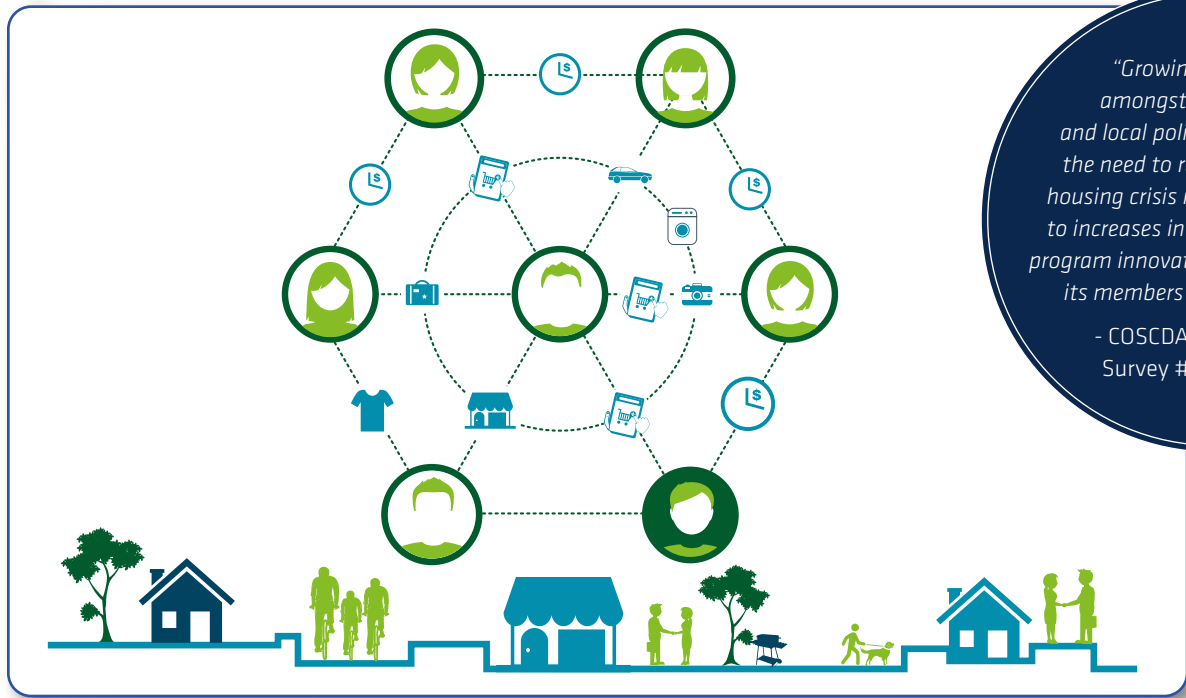 “Growin
amongst
and local poli
the need to
housing crisis
to increases in
program innovat
its members
- COSCDA
Survey #